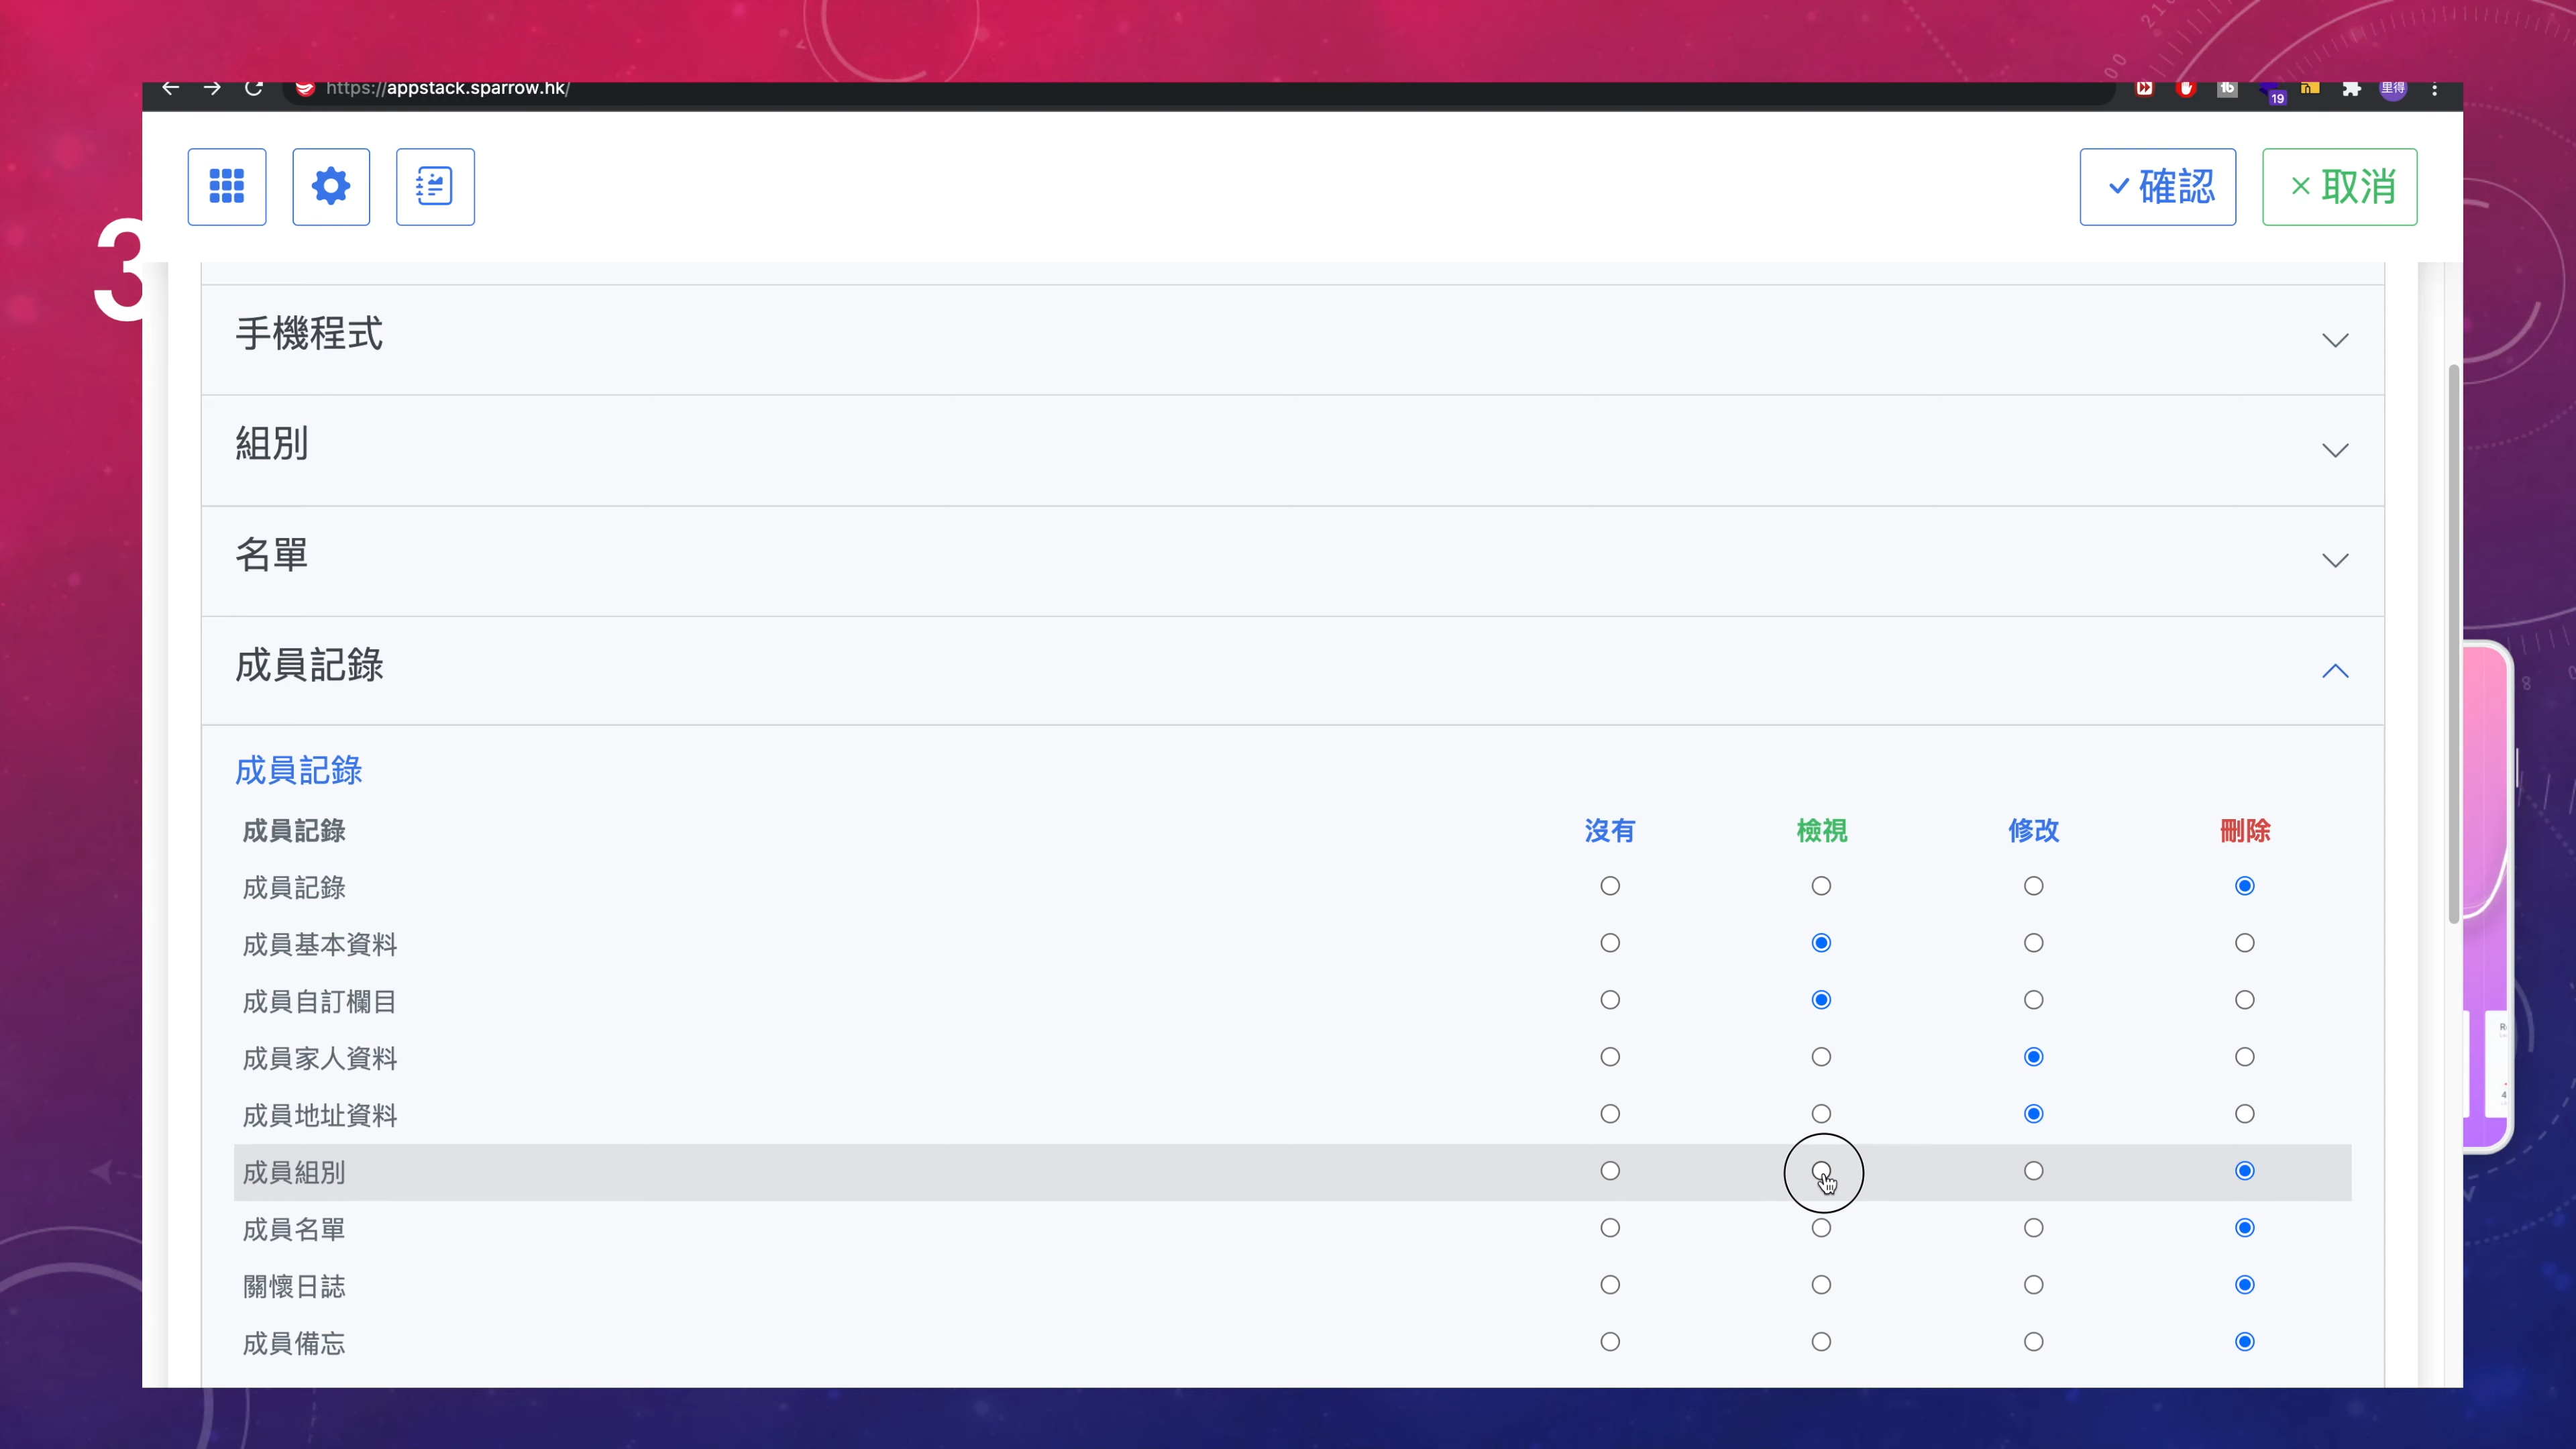 https://appstack.sparrow.hk/
19
里得
確認
取消
3
手機程式
組別
名單
成員記錄
成員記錄
成員記錄 沒有 檢視 修改 刪除
成員記錄
成員基本資料
成員自訂欄目
成員家人資料
成員地址資料
成員組別
成員名單
關懷日誌
成員備忘